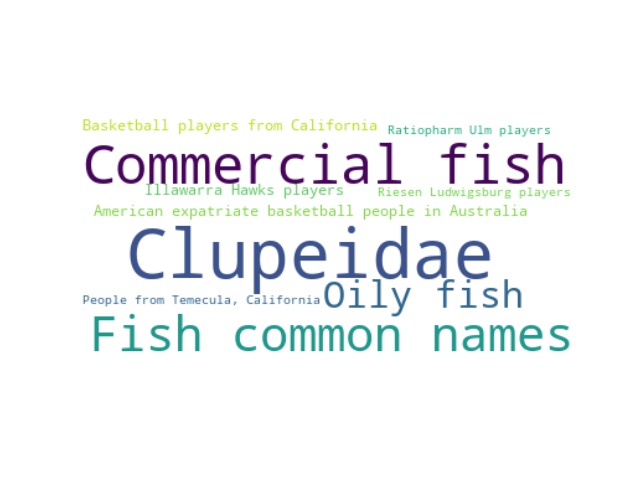 Basketball players from California
Ratiopharm Ulm players
Commercial fish
Illawarra Hawks players
Riesen Ludwigsburg players
American expatriate basketball people in Australia
Clupeidae
People from Temecula, California
Oily fish
Fish common names